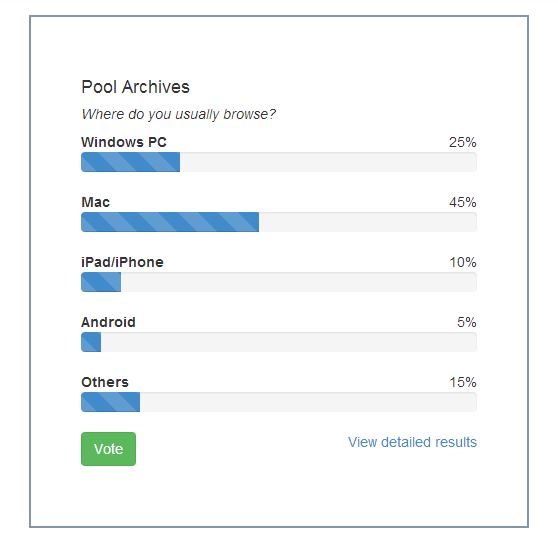 Pool Archives
Where do you usually browse?
Windows PC 25%
Mac 45%
iPad/iPhone 10%
Android 5%
Others 15%
Vote View detailed results